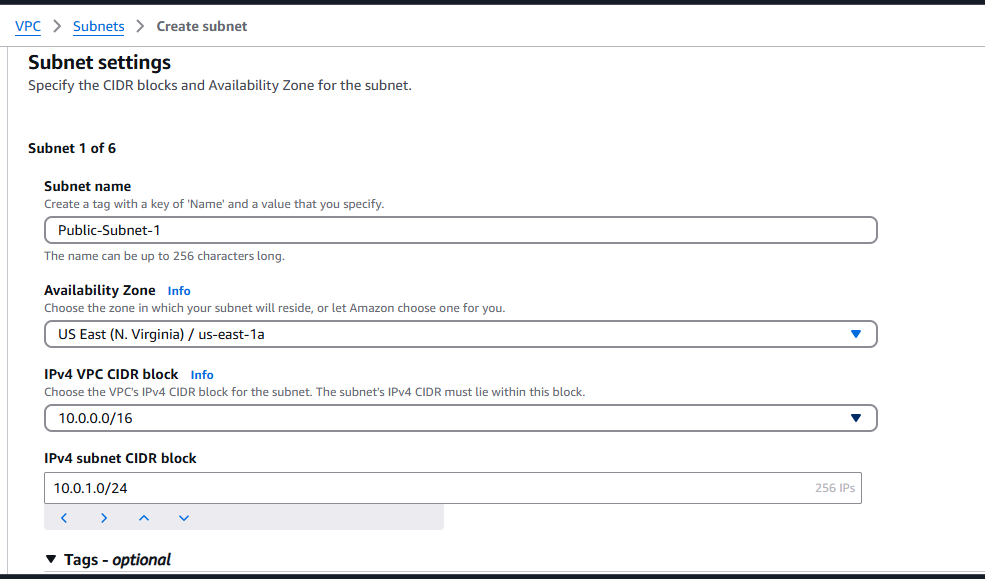 VPC > Subnets > Create subnet
Subnet settings
Specify the CIDR blocks and Availability Zone for the subnet.
Subnet 1 of 6
Subnet name
Create a tag with a key of 'Name' and a value that you specify.
Public-Subnet-1
The name can be up to 256 characters long.
Availability Zone Info
Choose the zone in which your subnet will reside, or let Amazon choose one for you.
US East (N. Virginia) / us-east-1a
IPv4 VPC CIDR block Info
Choose the VPC's IPv4 CIDR block for the subnet. The subnet's IPv4 CIDR must lie within this block.
10.0.0.0/16
IPv4 subnet CIDR block
10.0.1.0/24 256 IPs
Tags - optional